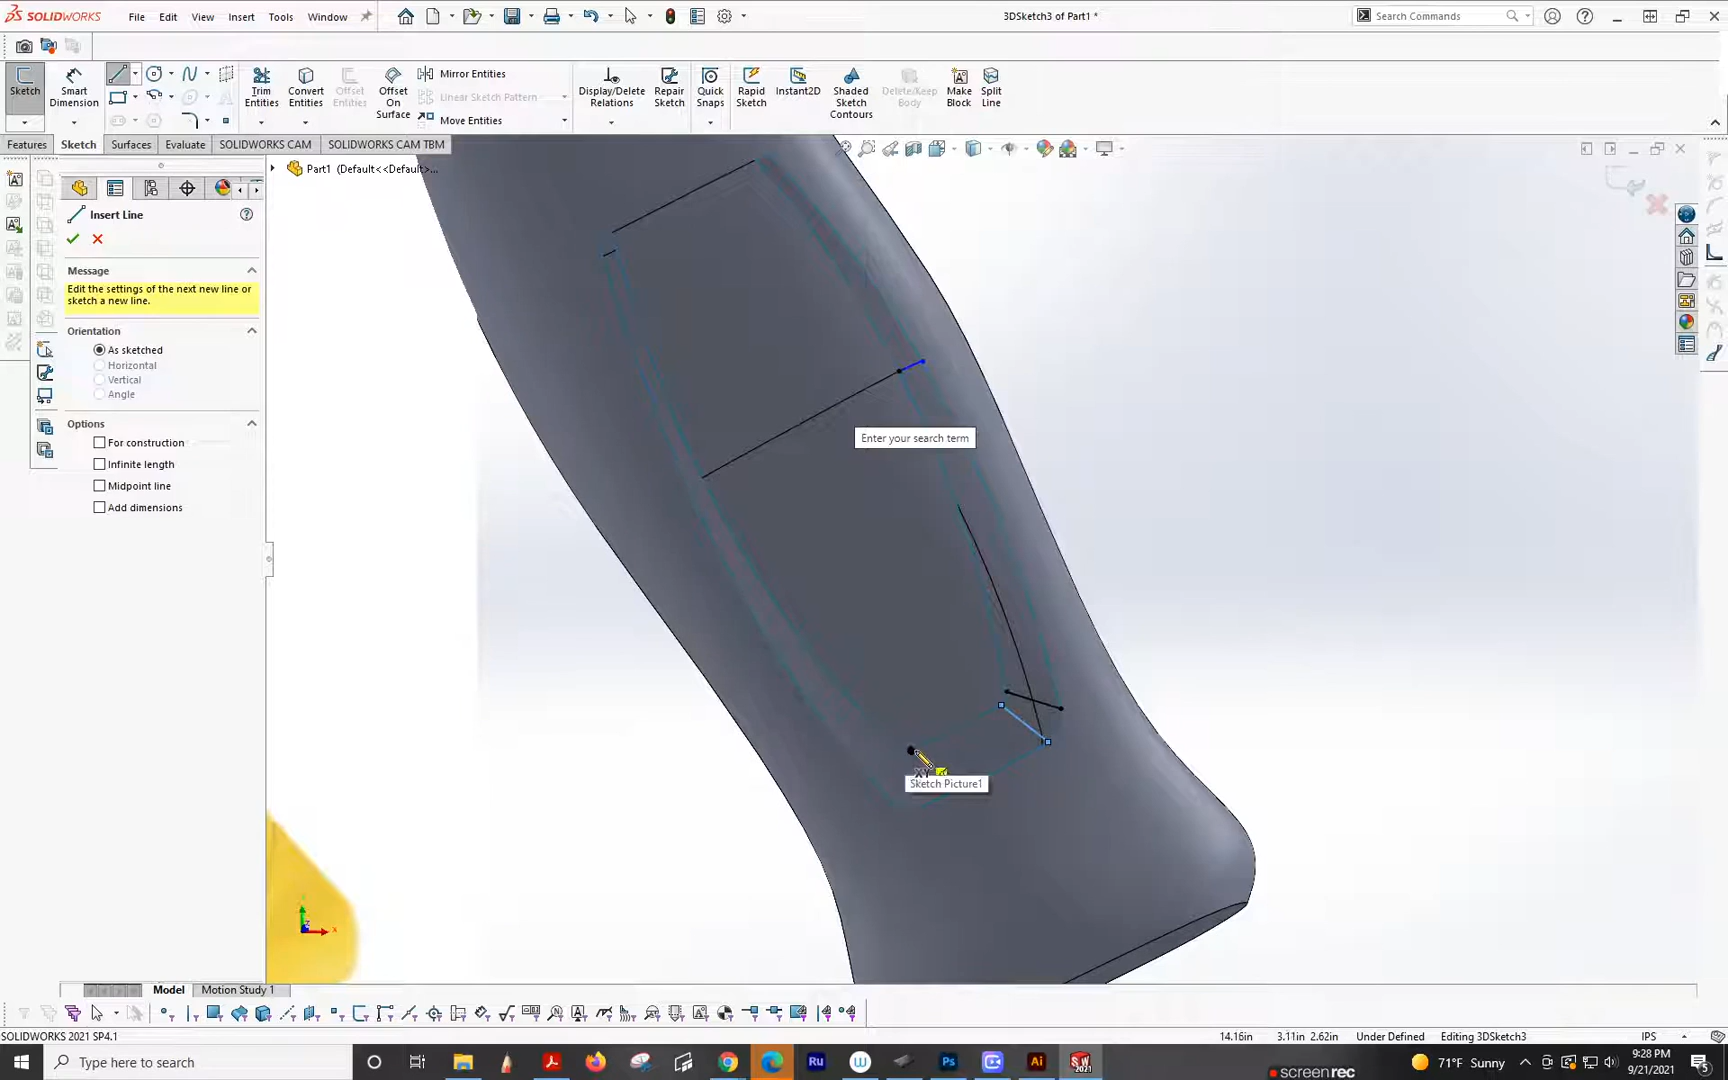 SOLIDWORKS File Edit View Insert Tools Window 3DSketch3 of Part1 * Search Commands
Sketch Smart Dimension Trim Entities Convert Entities Offset Entities Offset On Surface Mirror Entities Linear Sketch Pattern Move Entities Display/Delete Relations Repair Sketch Quick Snaps Rapid Sketch Instant2D Shaded Sketch Contours Delete/Keep Body Make Block Split Line
Features Sketch Surfaces Evaluate SOLIDWORKS CAM SOLIDWORKS CAM TBM
Part1 (Default<<Default>...
Insert Line
Message
Edit the settings of the next new line or
sketch a new line.
Orientation
As sketched
Horizontal
Vertical
Angle
Options
For construction
Infinite length
Midpoint line
Add dimensions
Enter your search term
Sketch Picture1
Model Motion Study 1
SOLIDWORKS 2021 SP4.1 14.16in 3.11in 2.62in Under Defined Editing 3DSketch3 IPS
Type here to search
71°F Sunny
9:28 PM
9/21/2021
screenrec